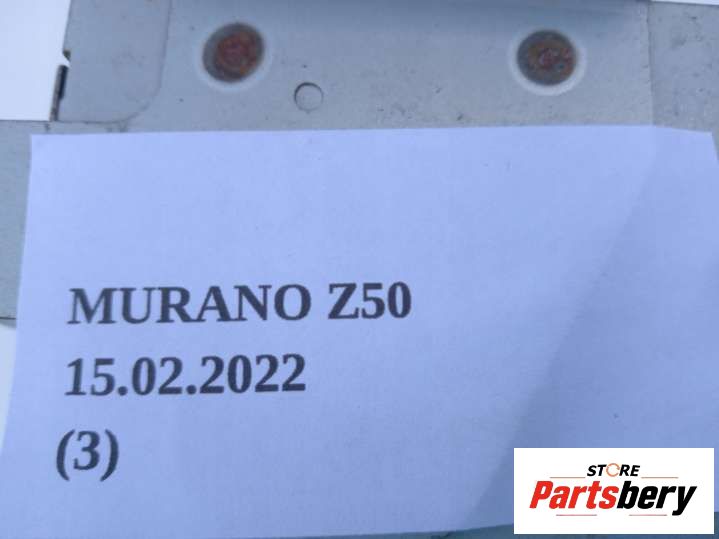 MURANO Z50
15.02.2022
(3)
STORE
Partsbery